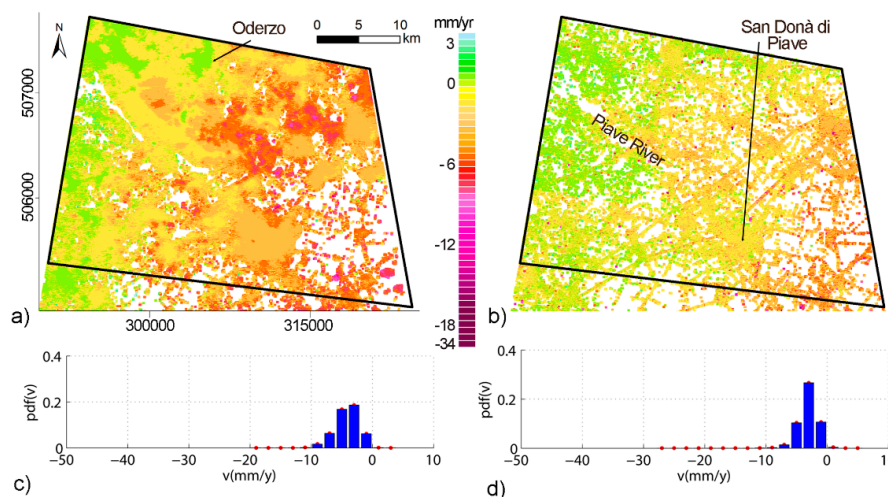 Oderzo
0 5 10
km
N
mm/yr
3
0
-6
-12
-18
-34
San Donà di
Piave
Piave River
507000
506000
300000 315000
a)
b)
0.4
0.2
0
pdf(v)
−50 −40 −30 −20 −10 0 10
v(mm/y)
c)
0.4
0.2
0
pdf(v)
−50 −40 −30 −20 −10 0 1
v(mm/y)
d)